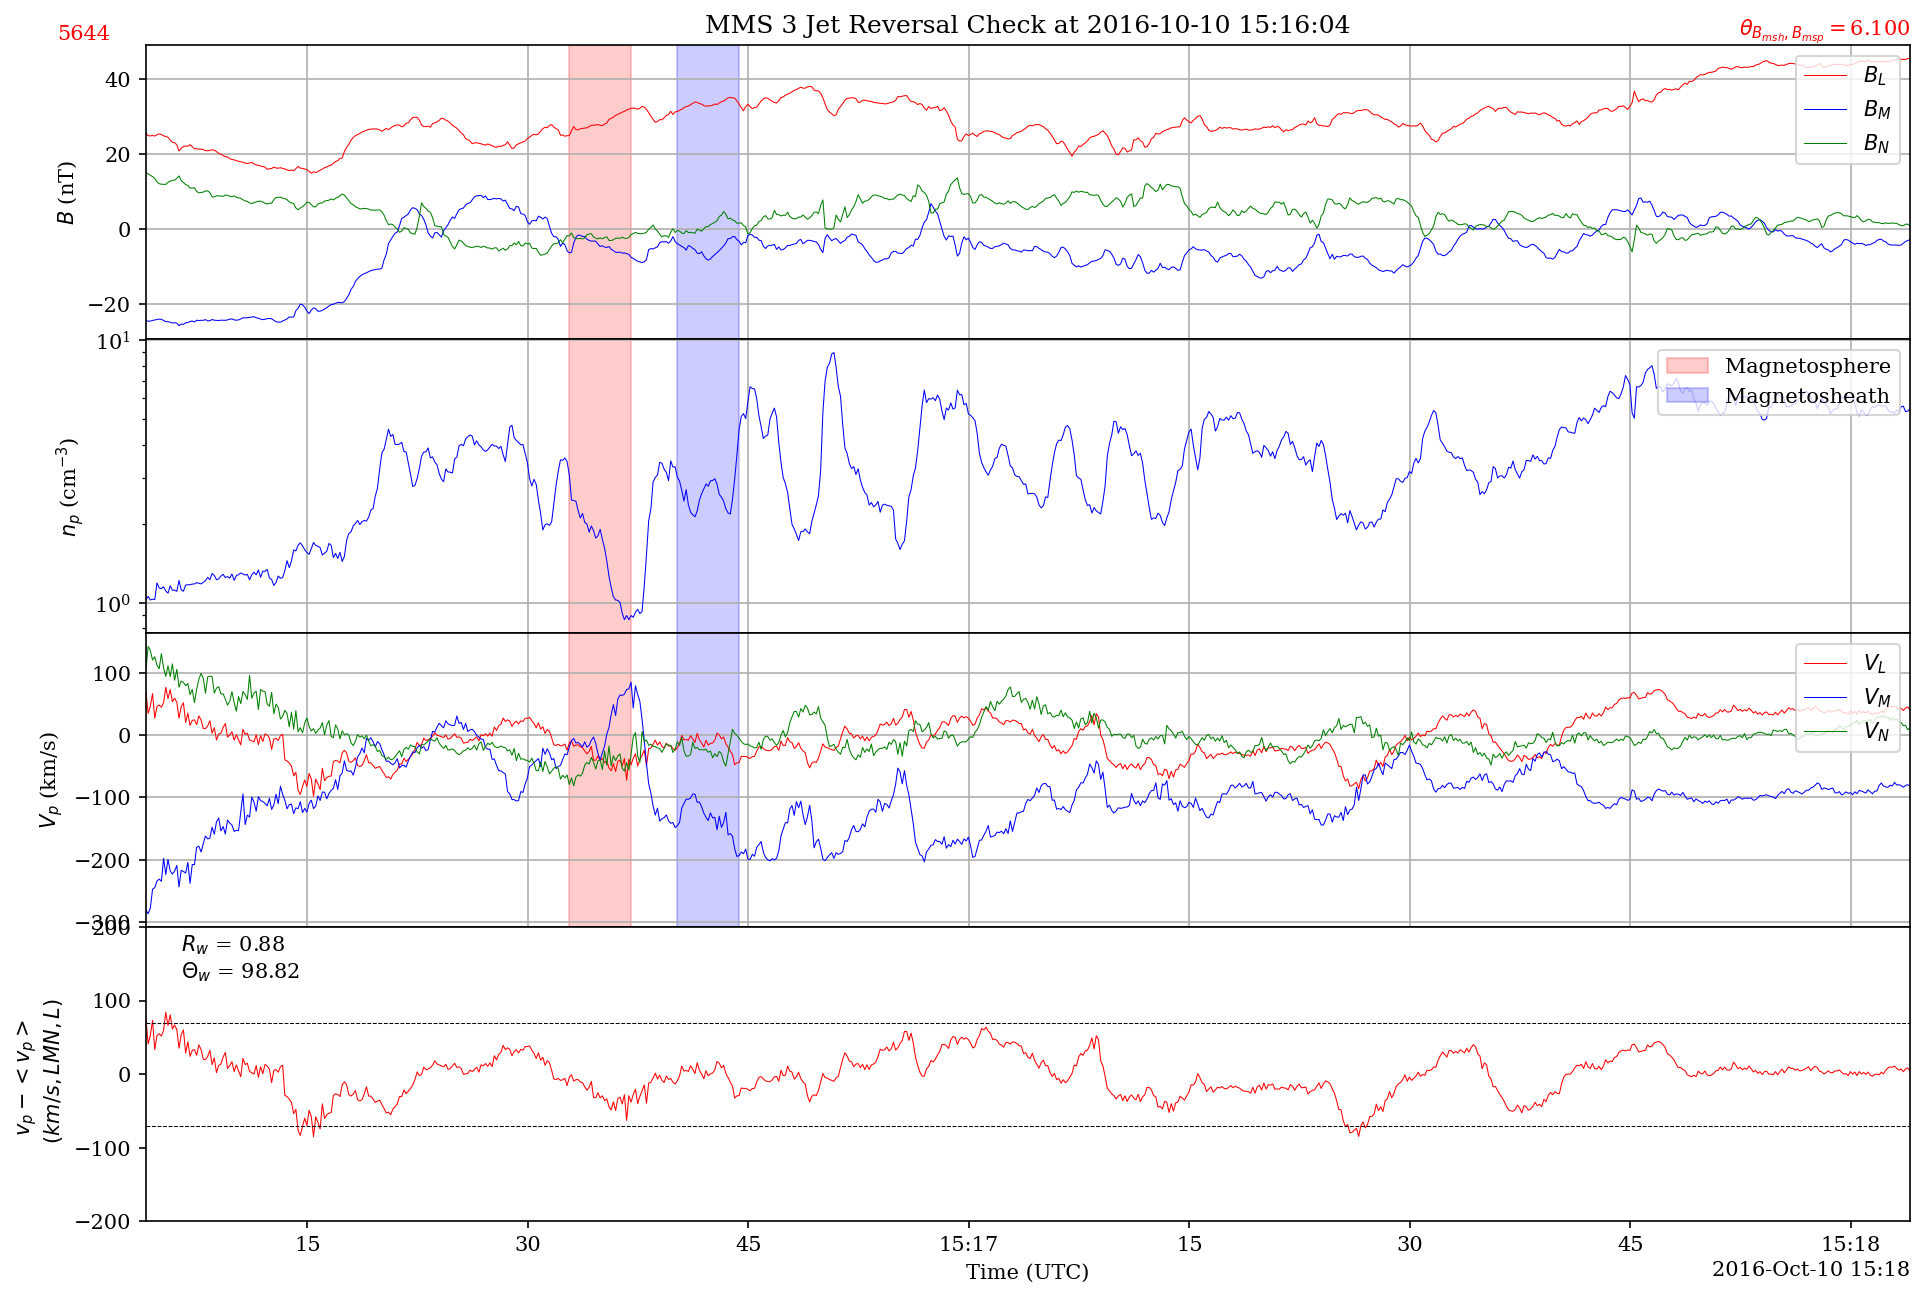 MMS 3 Jet Reversal Check at 2016-10-10 15:16:04
5644
θ_{B_{msh}, B_{msp}} = 6.100
40
20
0
−20
B (nT)
B_L
B_M
B_N
10^1
10^0
n_p (cm^{−3})
Magnetosphere
Magnetosheath
100
0
−100
−200
−300
V_p (km/s)
V_L
V_M
V_N
200
100
0
−100
−200
v_p − < v_p >
(km/s, LMN, L)
R_w = 0.88
Θ_w = 98.82
15 30 45 15:17 15 30 45 15:18
Time (UTC)
2016-Oct-10 15:18